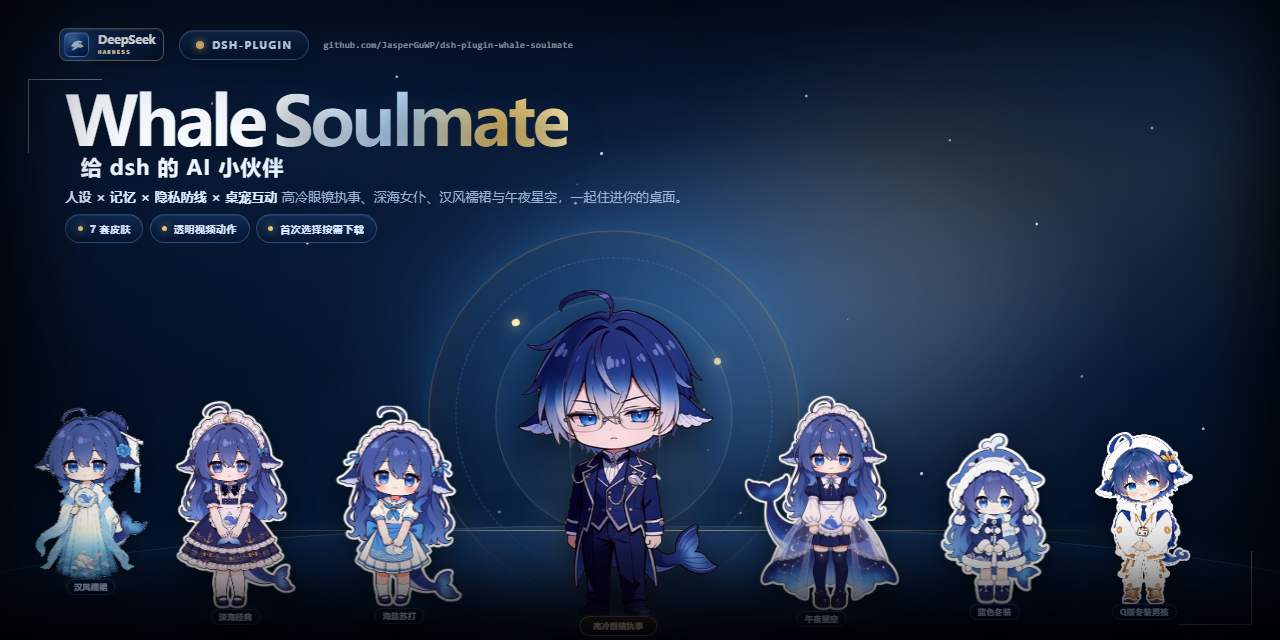 DeepSeek
HARNESS
DSH-PLUGIN
github.com/JasperGuWP/dsh-plugin-whale-soulmate
Whale Soulmate
给 dsh 的 AI 小伙伴
人设 × 记忆 × 隐私防线 × 桌宠互动 高冷眼镜执事、深海女仆、汉风襦裙与午夜星空，一起住进你的桌面。
7 套皮肤
透明视频动作
首次选择按需下载
汉风襦裙
深海经典
海盐苏打
高冷眼镜执事
午夜星空
蓝色冬装
Q版冬装男孩